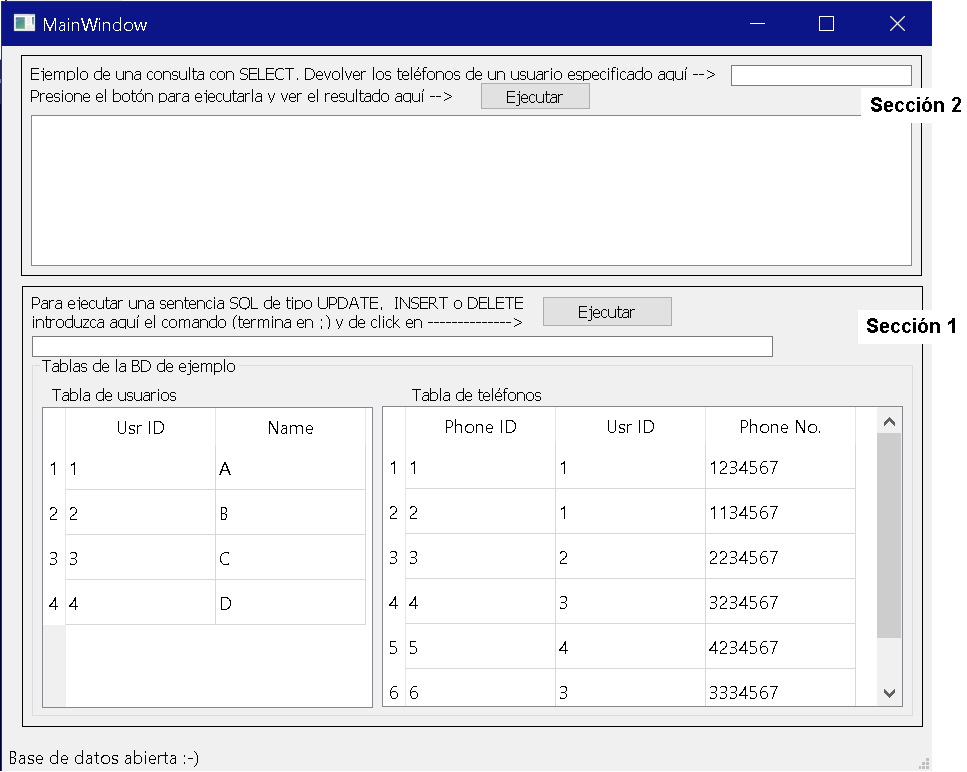 MainWindow
Ejemplo de una consulta con SELECT. Devolver los teléfonos de un usuario especificado aquí -->
Presione el botón para ejecutarla y ver el resultado aquí --> Ejecutar
Sección 2
Para ejecutar una sentencia SQL de tipo UPDATE, INSERT o DELETE
introduzca aquí el comando (termina en ;) y de click en -------------->
Ejecutar
Sección 1
Tablas de la BD de ejemplo
Tabla de usuarios
Usr ID Name
1 1 A
2 2 B
3 3 C
4 4 D
Tabla de teléfonos
Phone ID Usr ID Phone No.
1 1 1 1234567
2 2 1 1134567
3 3 2 2234567
4 4 3 3234567
5 5 4 4234567
6 6 3 3334567
Base de datos abierta :-)